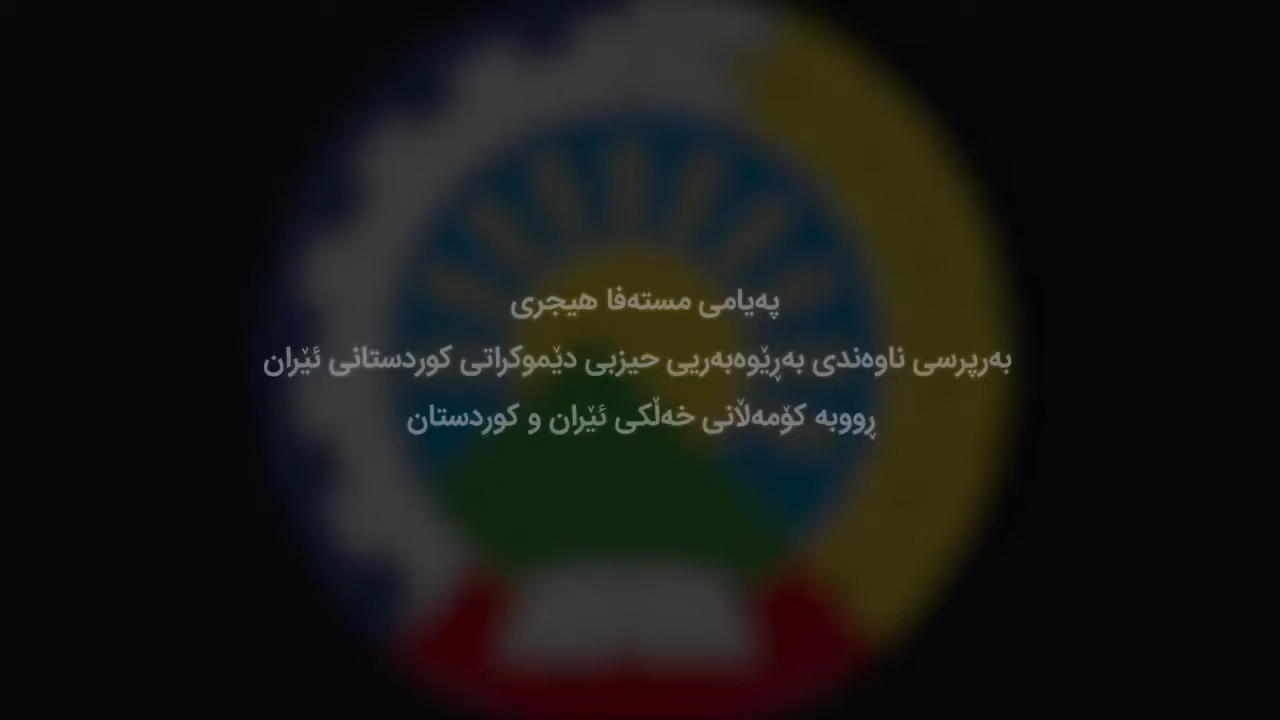 پەیامی مستەفا هیجری
بەرپرسی ناوەندی بەڕێوەبەریی حیزبی دێموکراتی کوردستانی ئێران
ڕووبە کۆمەڵانی خەڵکی ئێران و کوردستان